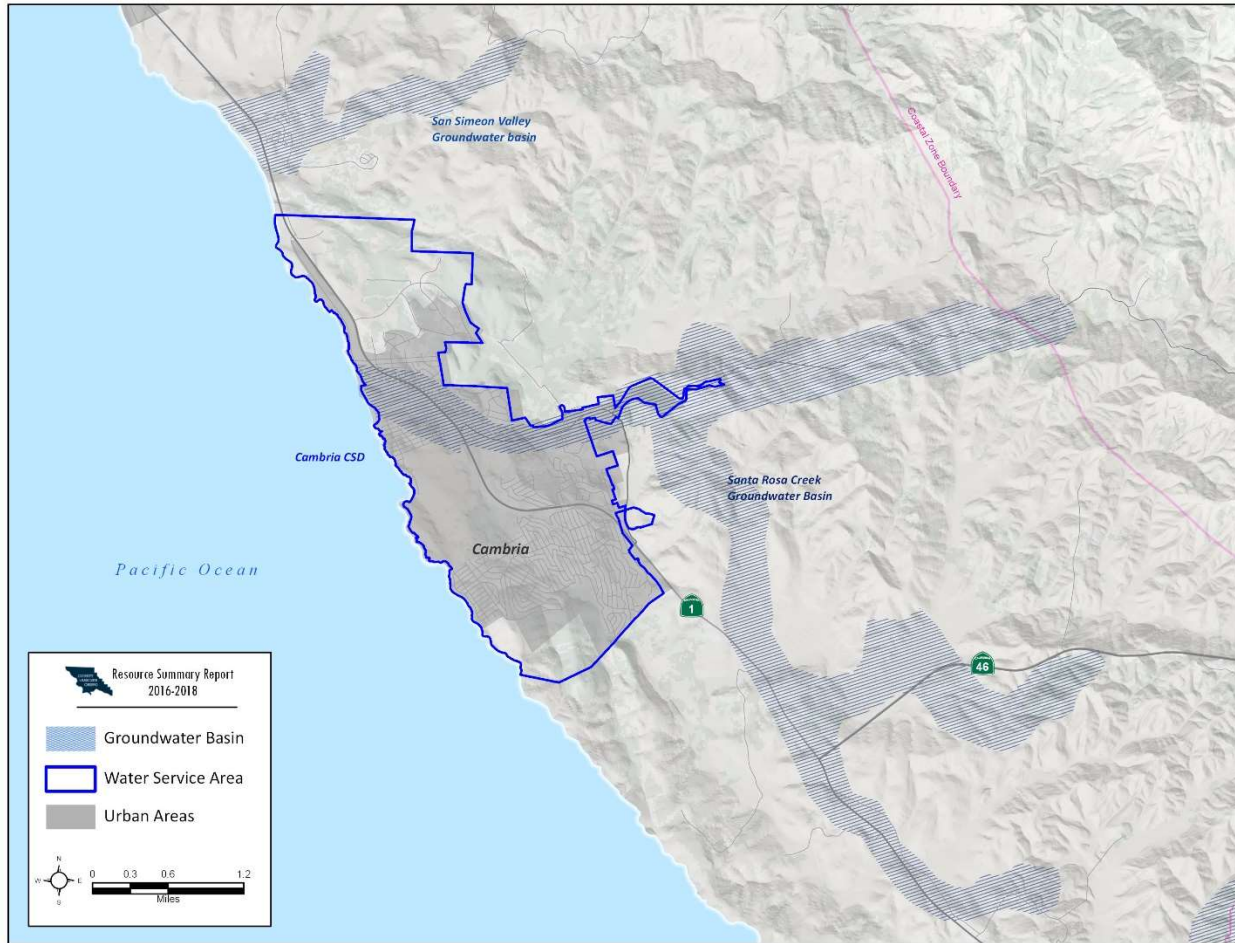 San Simeon Valley
Groundwater basin
Coastal Zone Boundary
Cambria CSD
Santa Rosa Creek
Groundwater Basin
Cambria
Pacific Ocean
1
46
Resource Summary Report
2016-2018
Groundwater Basin
Water Service Area
Urban Areas
N
W E
S
0 0.3 0.6 1.2
Miles